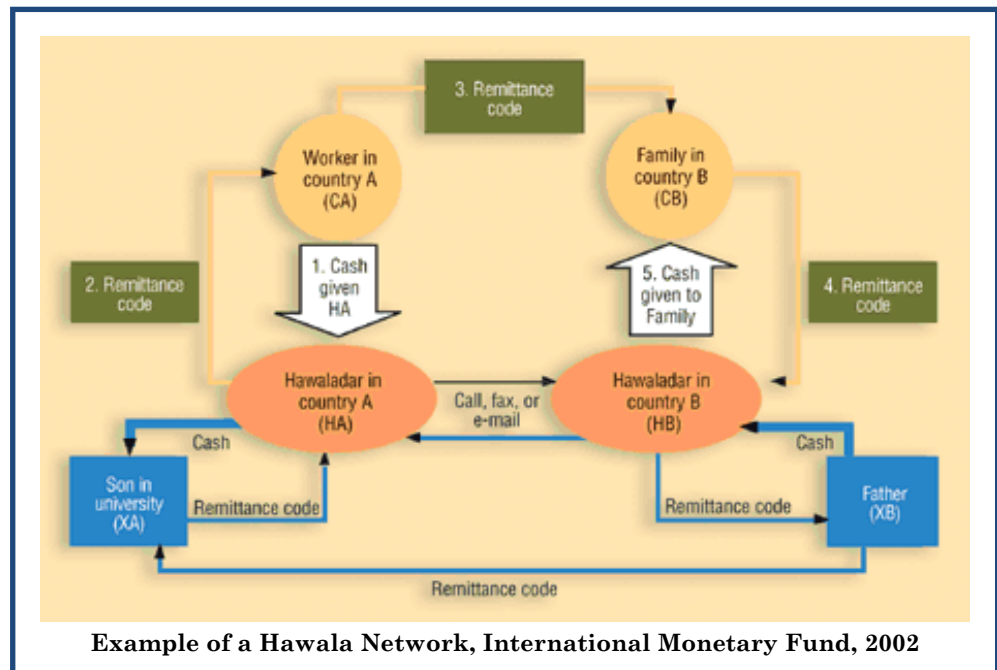 3. Remittance
code
Worker in
country A
(CA)
Family in
country B
(CB)
2. Remittance
code
1. Cash
given
HA
5. Cash
given to
Family
4. Remittance
code
Hawaladar in
country A
(HA)
Call, fax, or
e-mail
Hawaladar in
country B
(HB)
Cash
Cash
Son in
university
(XA)
Remittance code
Remittance code
Father
(XB)
Remittance code
Example of a Hawala Network, International Monetary Fund, 2002